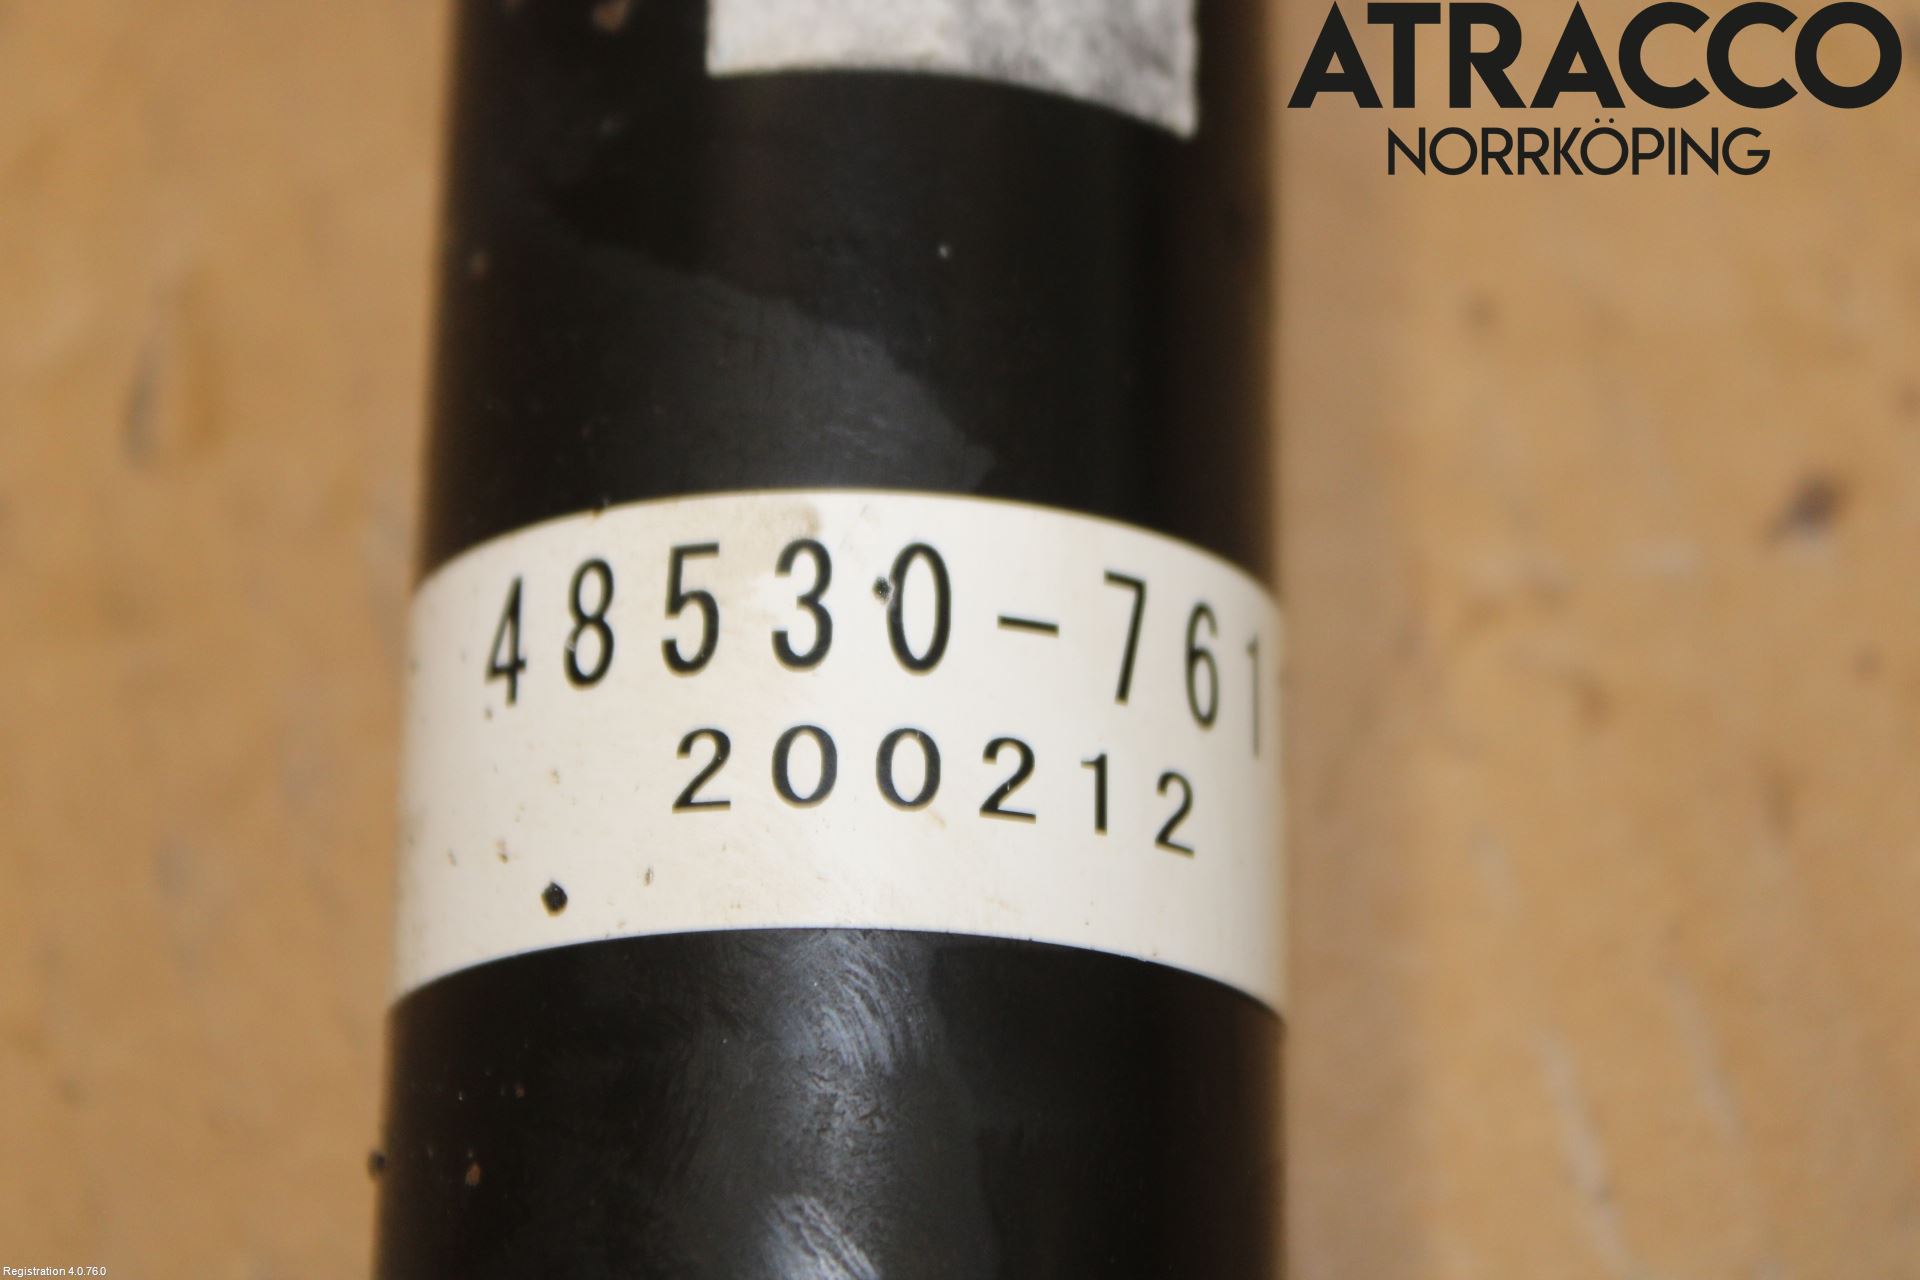 ATRACCO
NORRKÖPING
48530-761
200212
Registration 4.0.76.0